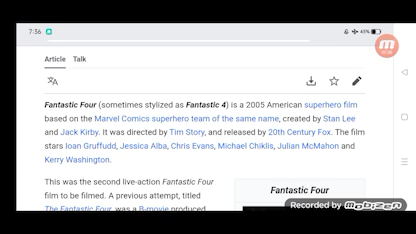 7:36
45%
Article Talk
Fantastic Four (sometimes stylized as Fantastic 4) is a 2005 American superhero film
based on the Marvel Comics superhero team of the same name, created by Stan Lee
and Jack Kirby. It was directed by Tim Story, and released by 20th Century Fox. The film
stars Ioan Gruffudd, Jessica Alba, Chris Evans, Michael Chiklis, Julian McMahon and
Kerry Washington.
This was the second live-action Fantastic Four
film to be filmed. A previous attempt, titled
The Fantastic Four, was a B-movie produced
Fantastic Four
Recorded by mobizen